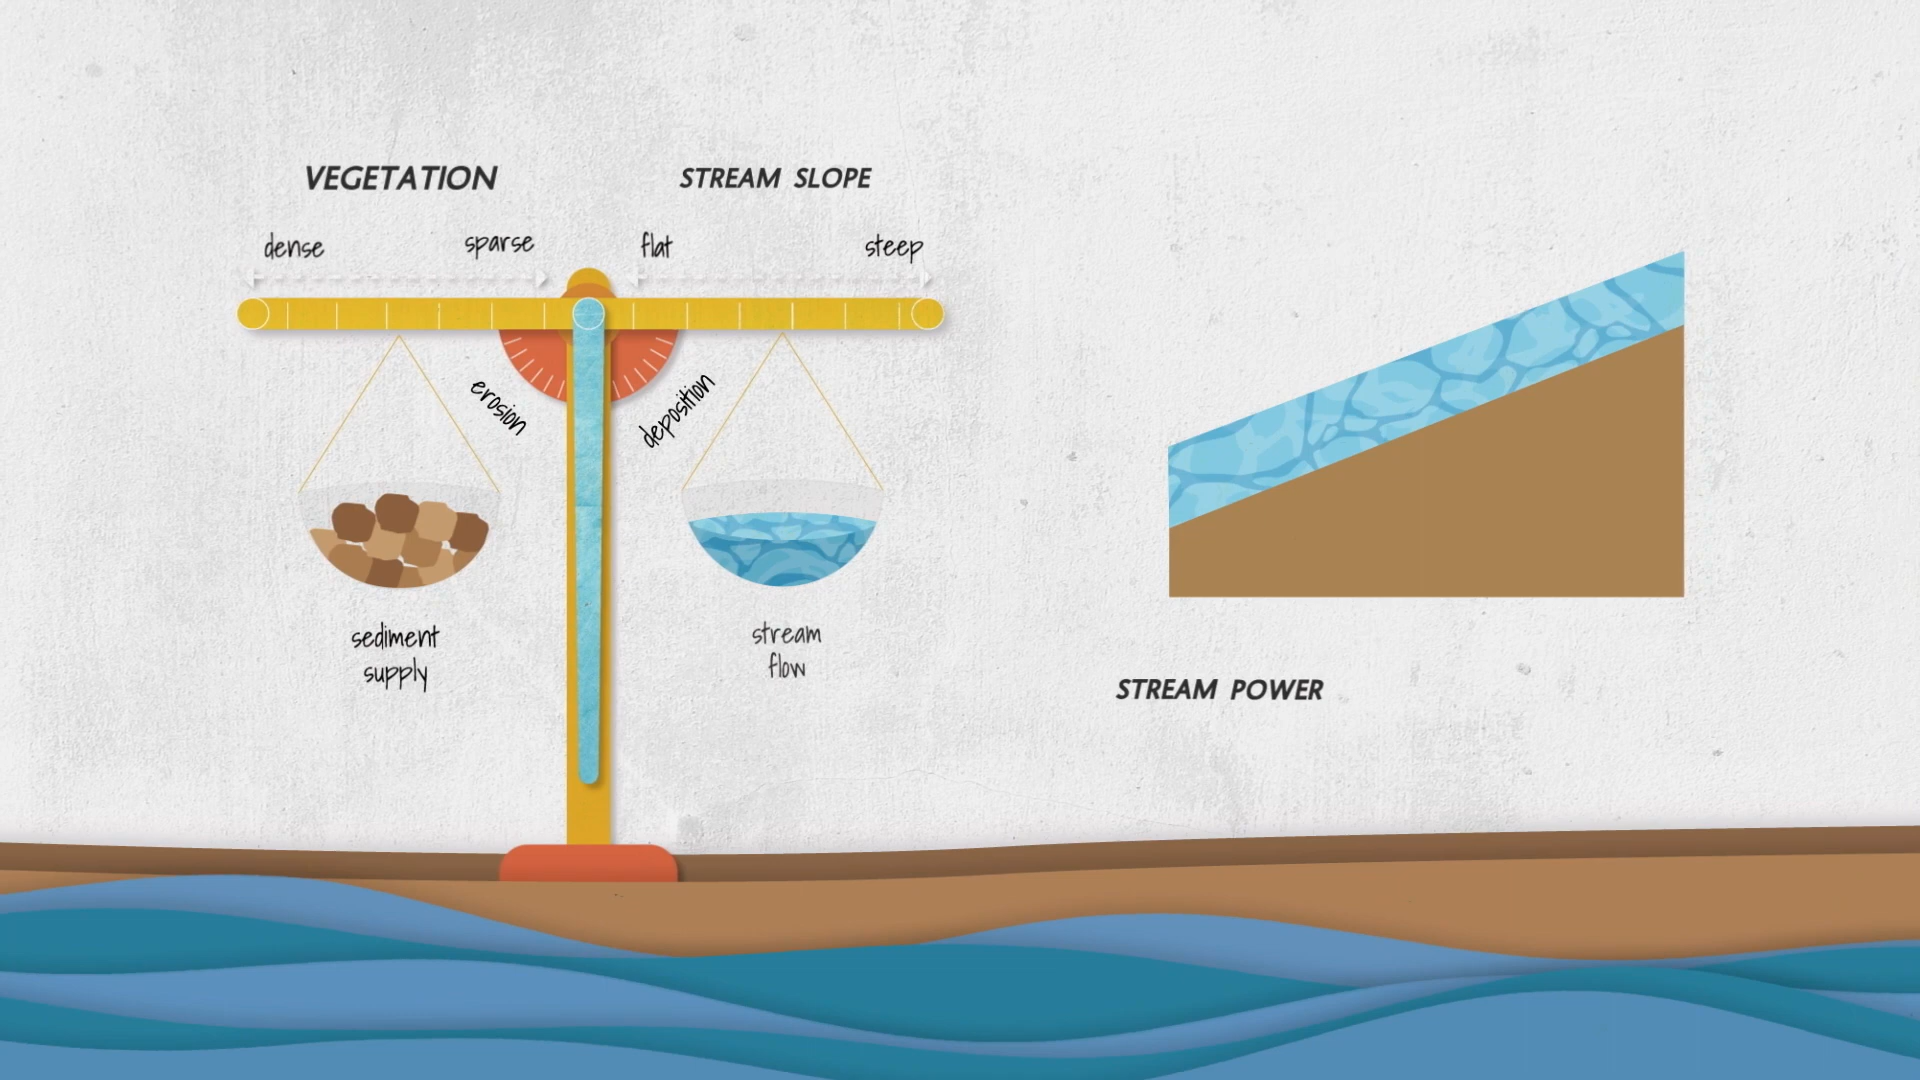 VEGETATION
STREAM SLOPE
dense
sparse
flat
steep
erosion
deposition
sediment
supply
stream
flow
STREAM POWER